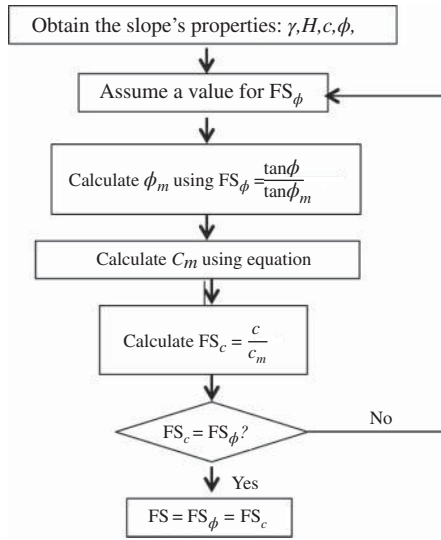 Obtain the slope's properties: γ,H,c,ϕ,
Assume a value for FSϕ
Calculate ϕm using FSϕ = tanϕ/tanϕm
Calculate Cm using equation
Calculate FSc = c/cm
FSc = FSϕ?
No
Yes
FS = FSϕ = FSc